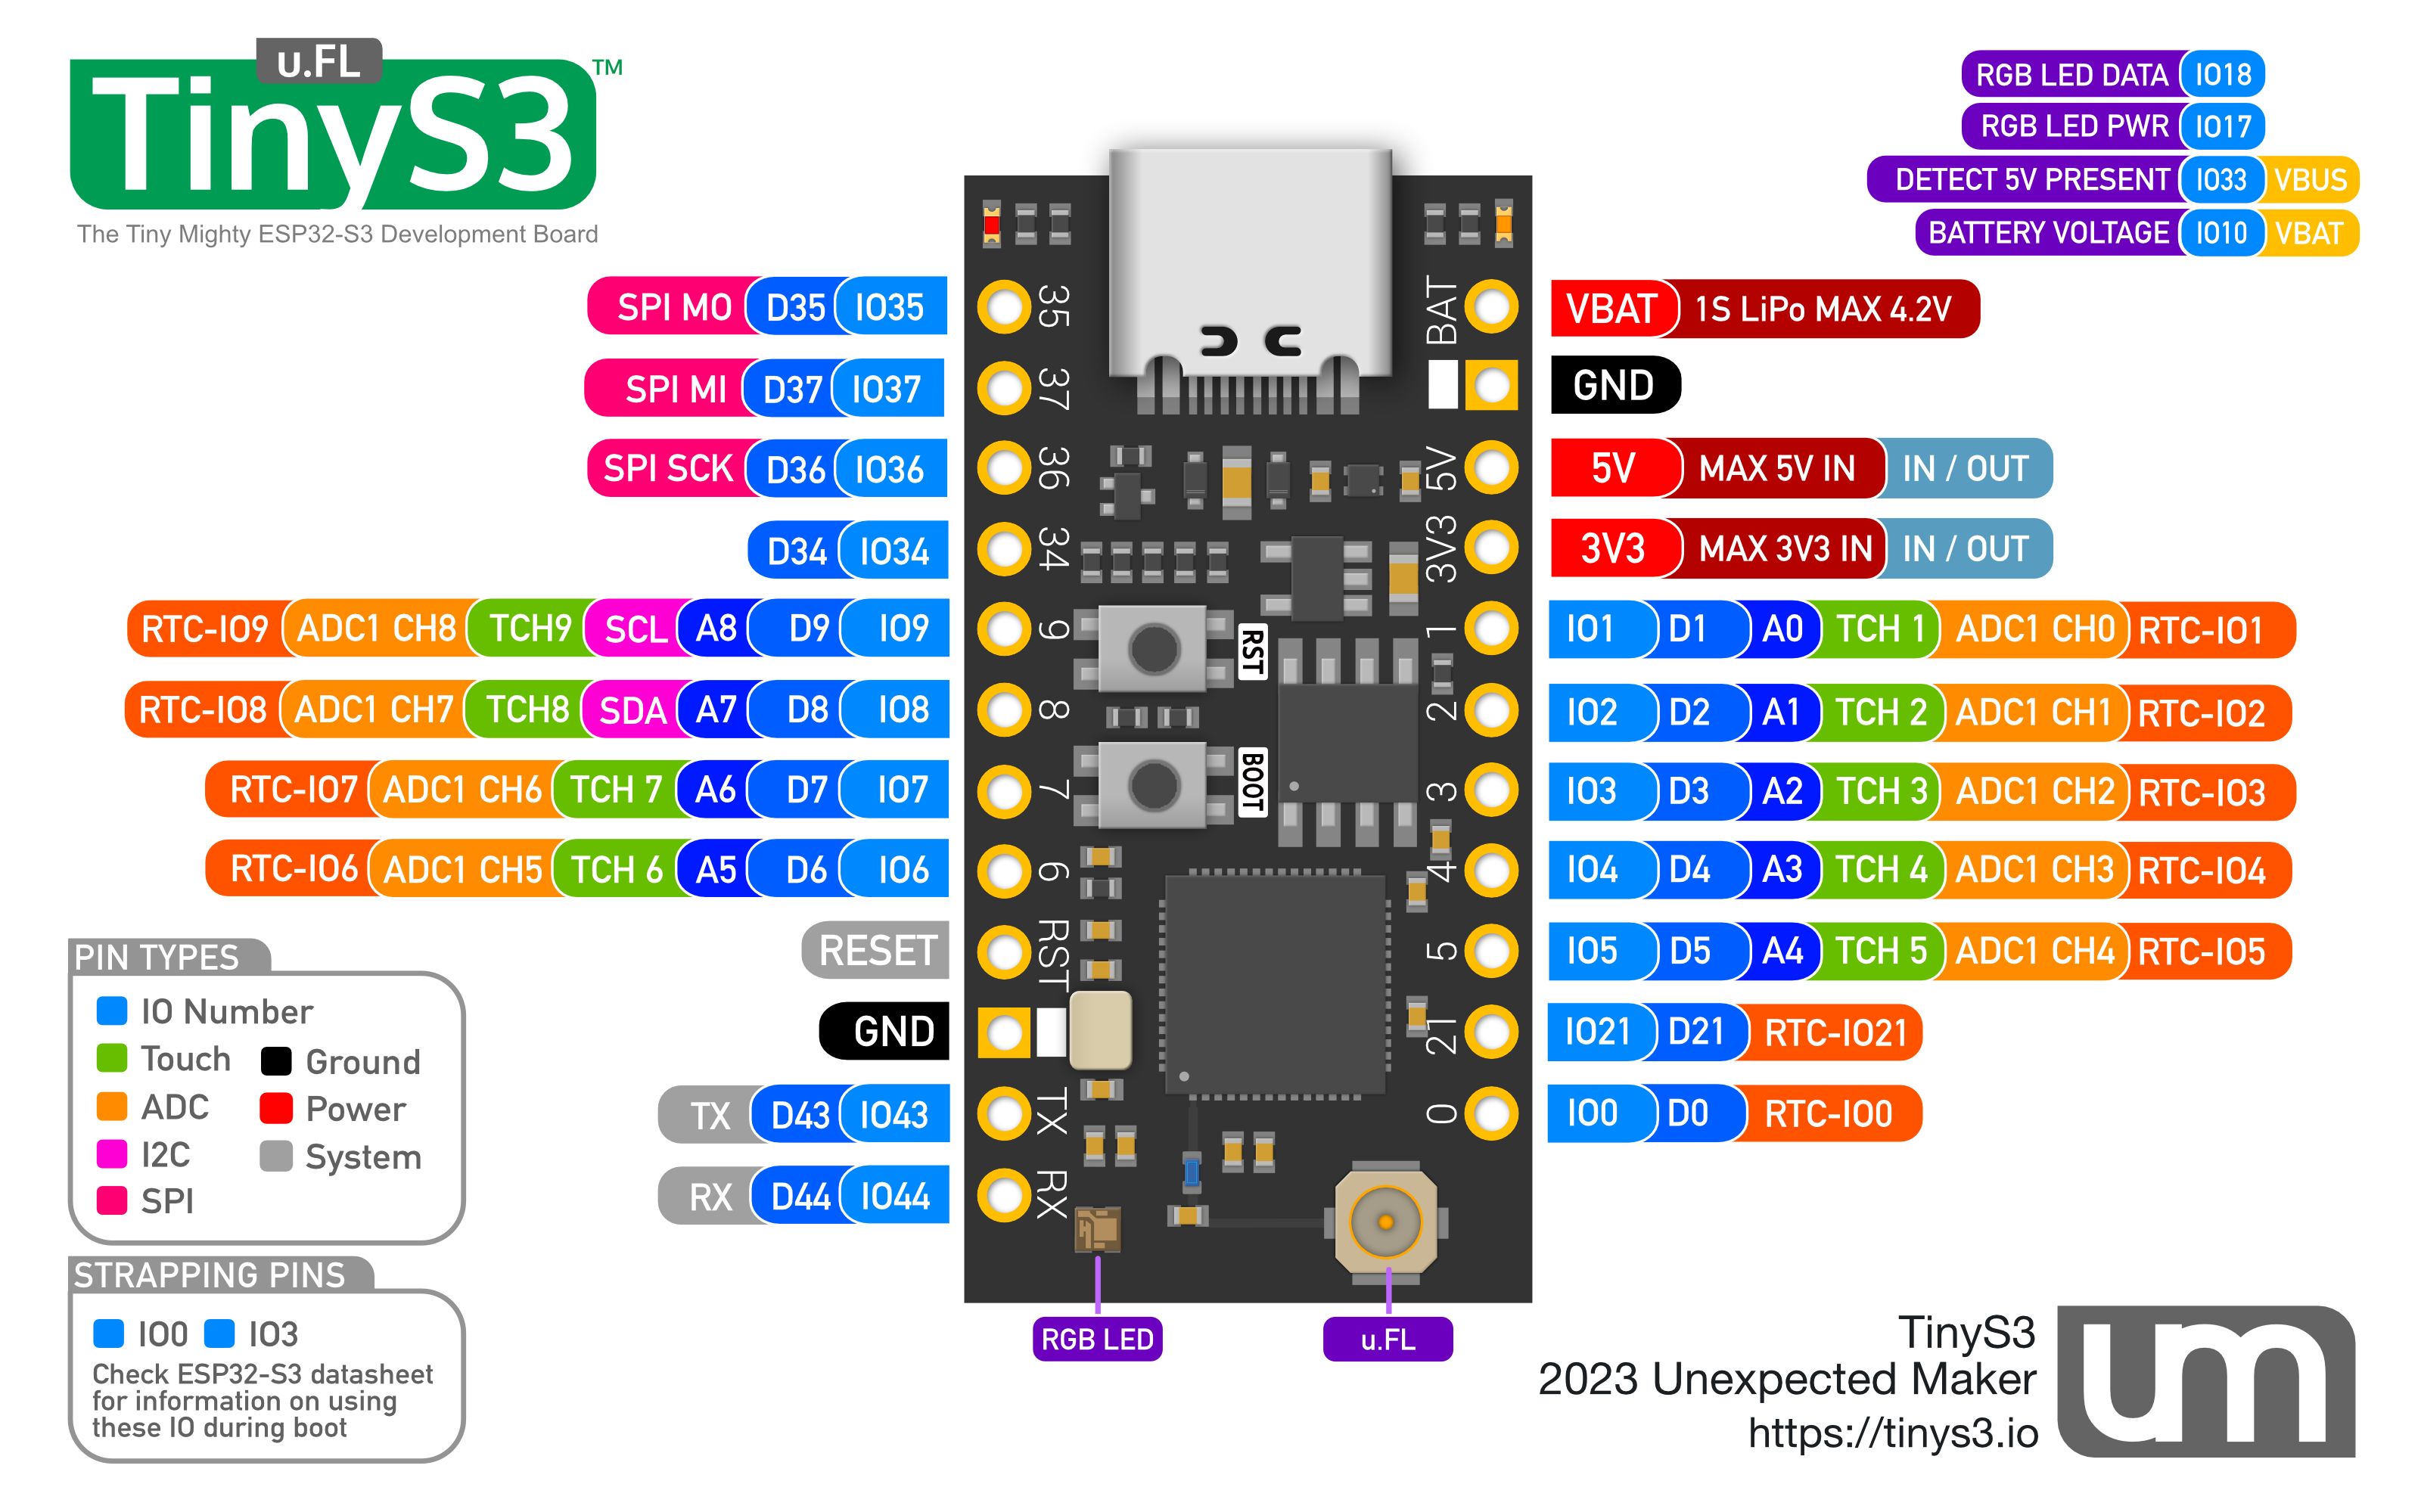 u.FL
TinyS3™
The Tiny Mighty ESP32-S3 Development Board
RGB LED DATA IO18
RGB LED PWR IO17
DETECT 5V PRESENT IO33 VBUS
BATTERY VOLTAGE IO10 VBAT
SPI MO D35 IO35 35
SPI MI D37 IO37 37
SPI SCK D36 IO36 36
D34 IO34 34
RTC-IO9 ADC1 CH8 TCH9 SCL A8 D9 IO9 9
RTC-IO8 ADC1 CH7 TCH8 SDA A7 D8 IO8 8
RTC-IO7 ADC1 CH6 TCH 7 A6 D7 IO7 7
RTC-IO6 ADC1 CH5 TCH 6 A5 D6 IO6 6
RESET RST
GND
TX D43 IO43 TX
RX D44 IO44 RX
RST
BOOT
BAT VBAT 1S LiPo MAX 4.2V
GND
5V 5V MAX 5V IN IN / OUT
3V3 3V3 MAX 3V3 IN IN / OUT
1 IO1 D1 A0 TCH 1 ADC1 CH0 RTC-IO1
2 IO2 D2 A1 TCH 2 ADC1 CH1 RTC-IO2
3 IO3 D3 A2 TCH 3 ADC1 CH2 RTC-IO3
4 IO4 D4 A3 TCH 4 ADC1 CH3 RTC-IO4
5 IO5 D5 A4 TCH 5 ADC1 CH4 RTC-IO5
21 IO21 D21 RTC-IO21
0 IO0 D0 RTC-IO0
RGB LED
u.FL
PIN TYPES
IO Number
Touch
ADC
I2C
SPI
Ground
Power
System
STRAPPING PINS
IO0 IO3
Check ESP32-S3 datasheet
for information on using
these IO during boot
TinyS3
2023 Unexpected Maker
https://tinys3.io
um